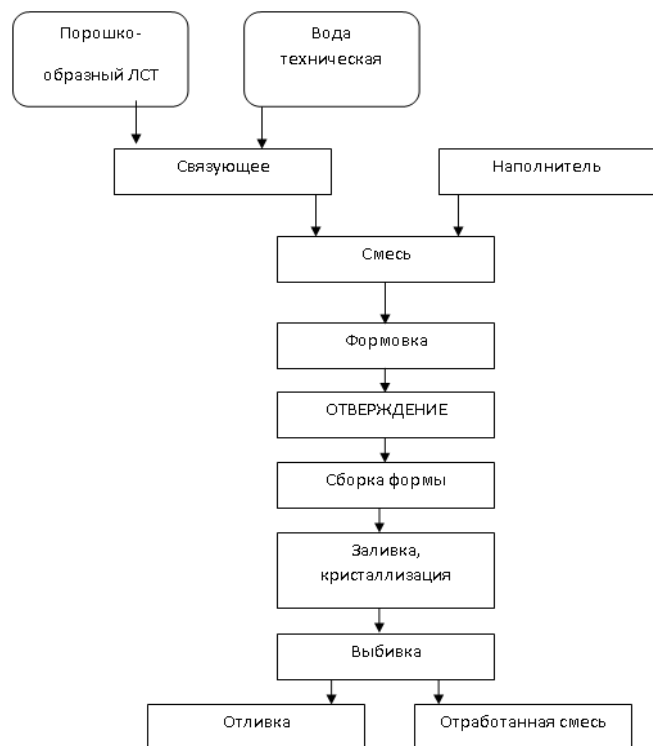 Порошко-
образный ЛСТ
Вода
техническая
Связующее
Наполнитель
Смесь
Формовка
ОТВЕРЖДЕНИЕ
Сборка формы
Заливка,
кристаллизация
Выбивка
Отливка
Отработанная смесь